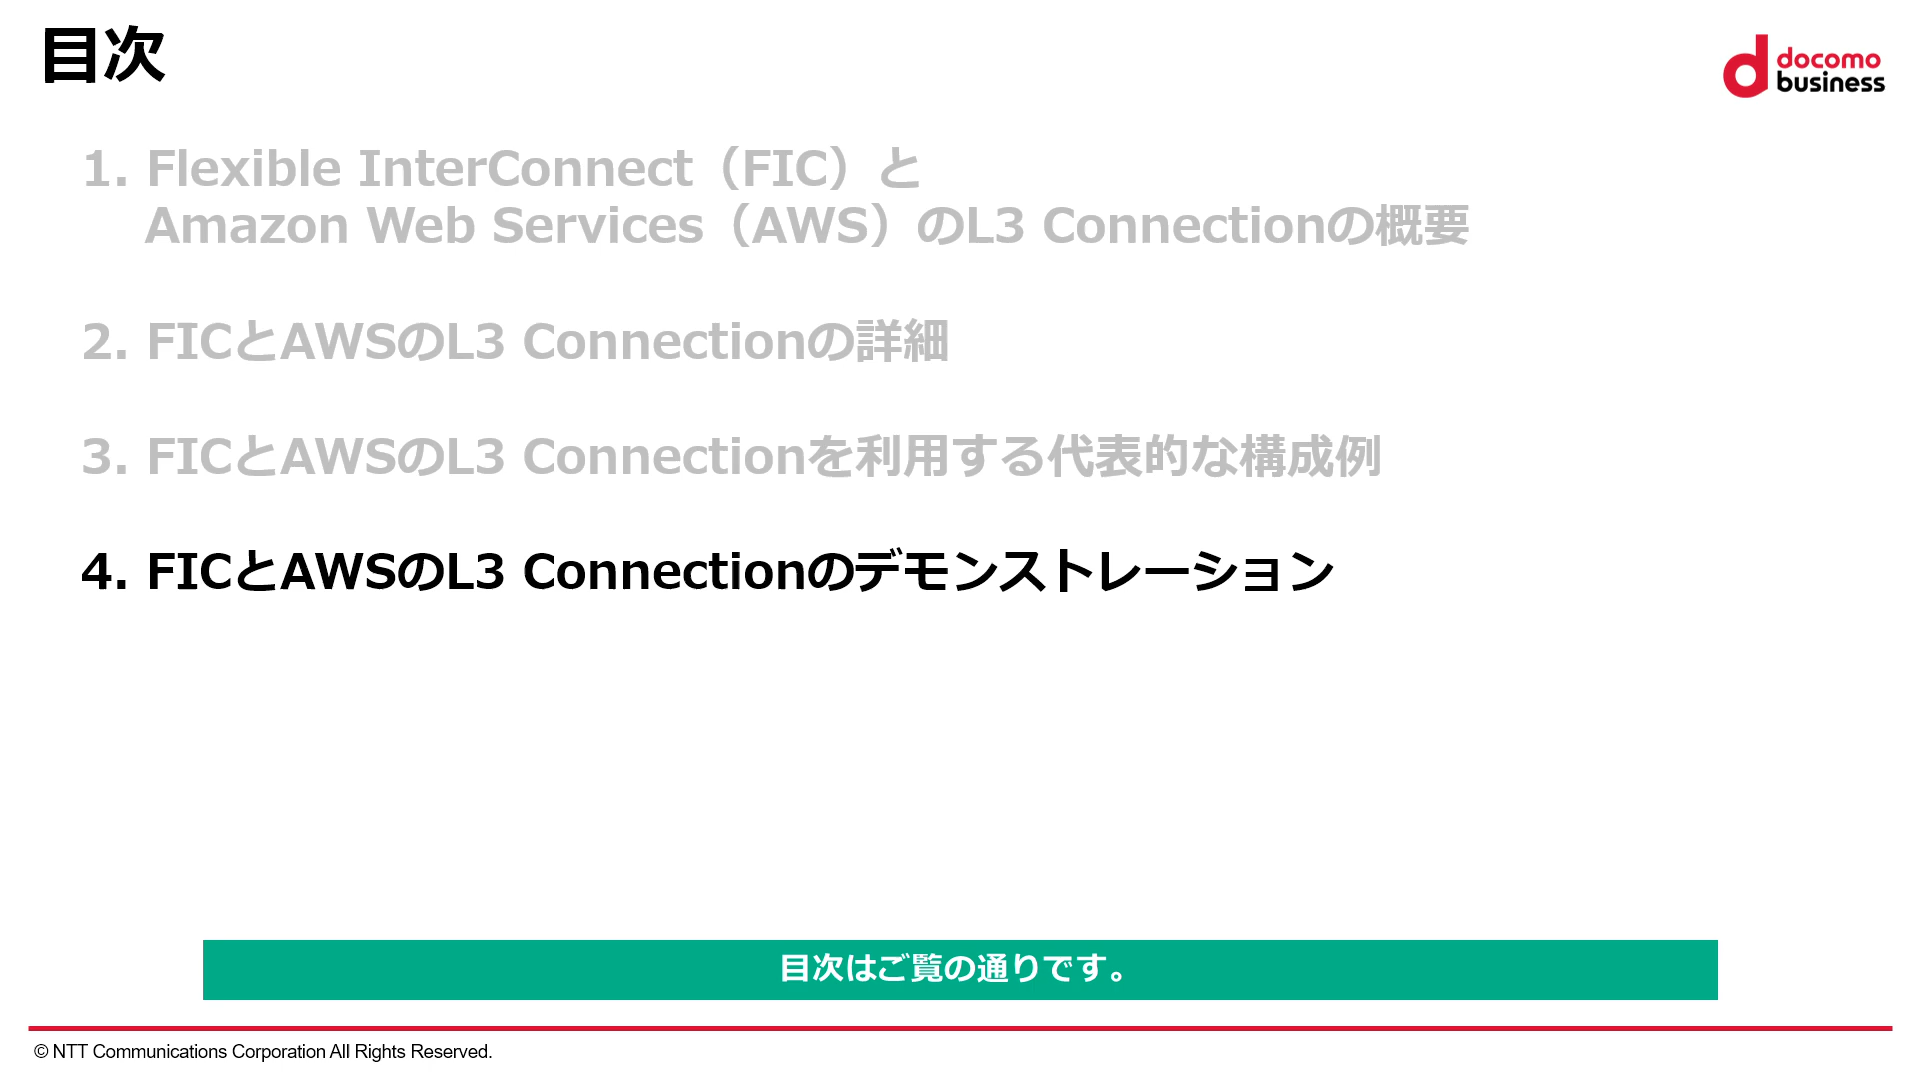 目次
docomo
business
1. Flexible InterConnect（FIC）と
Amazon Web Services（AWS）のL3 Connectionの概要
2. FICとAWSのL3 Connectionの詳細
3. FICとAWSのL3 Connectionを利用する代表的な構成例
4. FICとAWSのL3 Connectionのデモンストレーション
目次はご覧の通りです。
© NTT Communications Corporation All Rights Reserved.